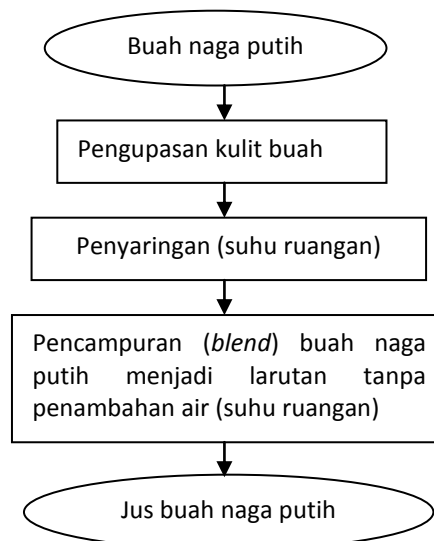 Buah naga putih
Pengupasan kulit buah
Penyaringan (suhu ruangan)
Pencampuran (blend) buah naga
putih menjadi larutan tanpa
penambahan air (suhu ruangan)
Jus buah naga putih